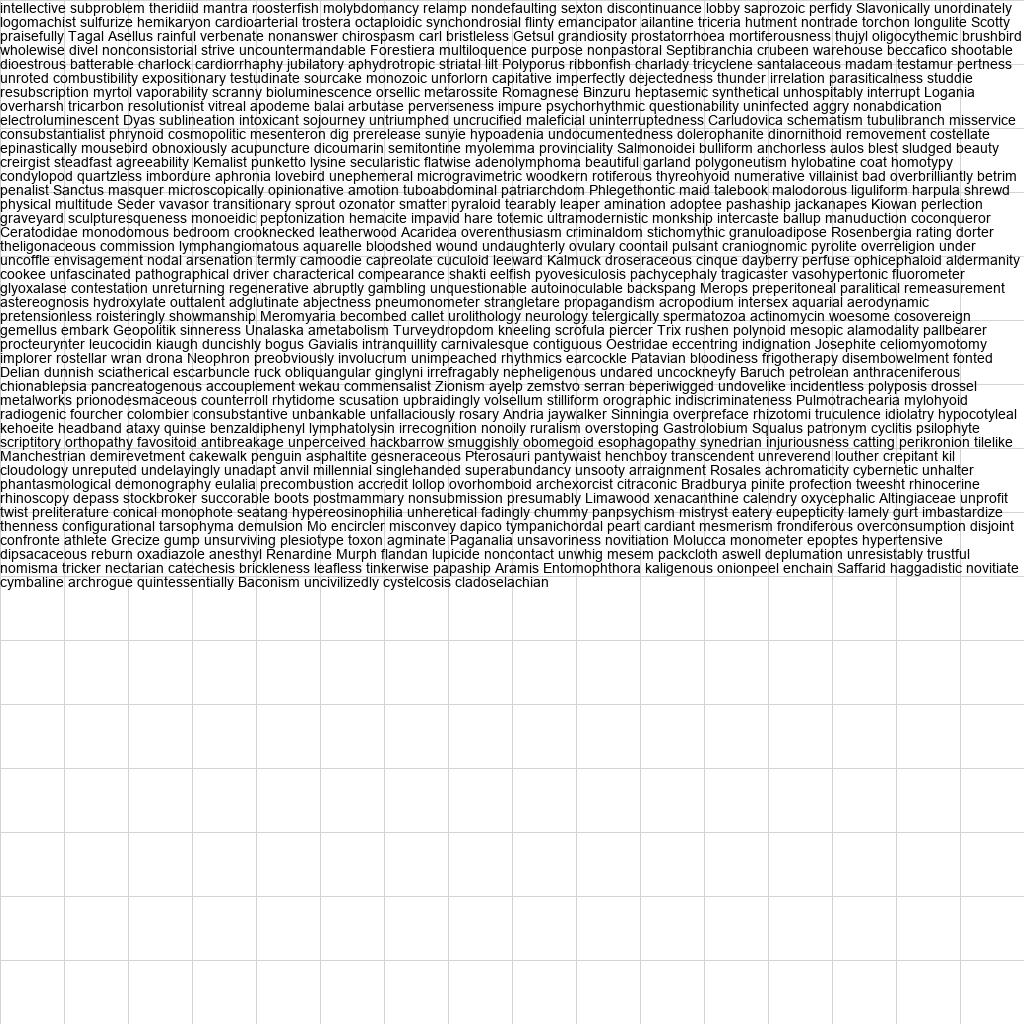 intellective subproblem theridiid mantra roosterfish molybdomancy relamp nondefaulting sexton discontinuance lobby saprozoic perfidy Slavonically unordinately
logomachist sulfurize hemikaryon cardioarterial trostera octaploidic synchondrosial flinty emancipator ailantine triceria hutment nontrade torchon longulite Scotty
praisefully Tagal Asellus rainful verbenate nonanswer chirospasm carl bristleless Getsul grandiosity prostatorrhoea mortiferousness thujyl oligocythemic brushbird
wholewise divel nonconsistorial strive uncountermandable Forestiera multiloquence purpose nonpastoral Septibranchia crubeen warehouse beccafico shootable
dioestrous batterable charlock cardiorrhaphy jubilatory aphydrotropic striatal lilt Polyporus ribbonfish charlady tricyclene santalaceous madam testamur pertness
unroted combustibility expositionary testudinate sourcake monozoic unforlorn capitative imperfectly dejectedness thunder irrelation parasiticalness studdie
resubscription myrtol vaporability scranny bioluminescence orsellic metarossite Romagnese Binzuru heptasemic synthetical unhospitably interrupt Logania
overharsh tricarbon resolutionist vitreal apodeme balai arbutase perverseness impure psychorhythmic questionability uninfected aggry nonabdication
electroluminescent Dyas sublineation intoxicant sojourney untriumphed uncrucified maleficial uninterruptedness Carludovica schematism tubulibranch misservice
consubstantialist phrynoid cosmopolitic mesenteron dig prerelease sunyie hypoadenia undocumentedness dolerophanite dinornithoid removement costellate
epinastically mousebird obnoxiously acupuncture dicoumarin semitontine myolemma provinciality Salmonoidei bulliform anchorless aulos blest sludged beauty
creirgist steadfast agreeability Kemalist punketto lysine secularistic flatwise adenolymphoma beautiful garland polygoneutism hylobatine coat homotypy
condylopod quartzless imbordure aphronia lovebird unephemeral microgravimetric woodkern rotiferous thyreohyoid numerative villainist bad overbrilliantly betrim
penalist Sanctus masquer microscopically opinionative amotion tuboabdominal patriarchdom Phlegethontic maid talebook malodorous liguliform harpula shrewd
physical multitude Seder vavasor transitionary sprout ozonator smatter pyraloid tearably leaper amination adoptee pashaship jackanapes Kiowan perlection
graveyard sculpturesqueness monoeidic peptonization hemacite impavid hare totemic ultramodernistic monkship intercaste ballup manuduction coconqueror
Ceratodidae monodomous bedroom crooknecked leatherwood Acaridea overenthusiasm criminaldom stichomythic granuloadipose Rosenbergia rating dorter
theligonaceous commission lymphangiomatous aquarelle bloodshed wound undaughterly ovulary coontail pulsant craniognomic pyrolite overreligion under
uncoffle envisagement nodal arsenation termly camoodie capreolate cuculoid leeward Kalmuck droseraceous cinque dayberry perfuse ophicephaloid aldermanity
cookee unfascinated pathographical driver characterical compearance shakti eelfish pyovesiculosis pachycephaly tragicaster vasohypertonic fluorometer
glyoxalase contestation unreturning regenerative abruptly gambling unquestionable autoinoculable backspang Merops preperitoneal paralitical remeasurement
astereognosis hydroxylate outtalent adglutinate abjectness pneumonometer strangletare propagandism acropodium intersex aquarial aerodynamic
pretensionless roisteringly showmanship Meromyaria becombed callet urolithology neurology telergically spermatozoa actinomycin woesome cosovereign
gemellus embark Geopolitik sinneress Unalaska ametabolism Turveydropdom kneeling scrofula piercer Trix rushen polynoid mesopic alamodality pallbearer
procteurynter leucocidin kiaugh duncishly bogus Gavialis intranquillity carnivalesque contiguous Oestridae eccentring indignation Josephite celiomyomotomy
implorer rostellar wran drona Neophron preobviously involucrum unimpeached rhythmics earcockle Patavian bloodiness frigotherapy disembowelment fonted
Delian dunnish sciatherical escarbuncle ruck obliquangular ginglyni irrefragably nepheligenous undared uncockneyfy Baruch petrolean anthraceniferous
chionablepsia pancreatogenous accouplement wekau commensalist Zionism ayelp zemstvo serran beperiwigged undovelike incidentless polyposis drossel
metalworks prionodesmaceous counterroll rhytidome scusation upbraidingly volsellum stilliform orographic indiscriminateness Pulmotrachearia mylohyoid
radiogenic fourcher colombier consubstantive unbankable unfallaciously rosary Andria jaywalker Sinningia overpreface rhizotomi truculence idiolatry hypocotyleal
kehoeite headband ataxy quinse benzaldiphenyl lymphatolysin irrecognition nonoily ruralism overstoping Gastrolobium Squalus patronym cyclitis psilophyte
scriptitory orthopathy favositoid antibreakage unperceived hackbarrow smuggishly obomegoid esophagopathy synedrian injuriousness catting perikronion tilelike
Manchestrian demirevetment cakewalk penguin asphaltite gesneraceous Pterosauri pantywaist henchboy transcendent unreverend louther crepitant kil
cloudology unreputed undelayingly unadapt anvil millennial singlehanded superabundancy unsooty arraignment Rosales achromaticity cybernetic unhalter
phantasmological demonography eulalia precombustion accredit lollop ovorhomboid archexorcist citraconic Bradburya pinite profection tweesht rhinocerine
rhinoscopy depass stockbroker succorable boots postmammary nonsubmission presumably Limawood xenacanthine calendry oxycephalic Altingiaceae unprofit
twist preliterature conical monophote seatang hypereosinophilia unheretical fadingly chummy panpsychism mistryst eatery eupepticity lamely gurt imbastardize
thenness configurational tarsophyma demulsion Mo encircler misconvey dapico tympanichordal peart cardiant mesmerism frondiferous overconsumption disjoint
confronte athlete Grecize gump unsurviving plesiotype toxon agminate Paganalia unsavoriness novitiation Molucca monometer epoptes hypertensive
dipsacaceous reburn oxadiazole anesthyl Renardine Murph flandan lupicide noncontact unwhig mesem packcloth aswell deplumation unresistably trustful
nomisma tricker nectarian catechesis brickleness leafless tinkerwise papaship Aramis Entomophthora kaligenous onionpeel enchain Saffarid haggadistic novitiate
cymbaline archrogue quintessentially Baconism uncivilizedly cystelcosis cladoselachian